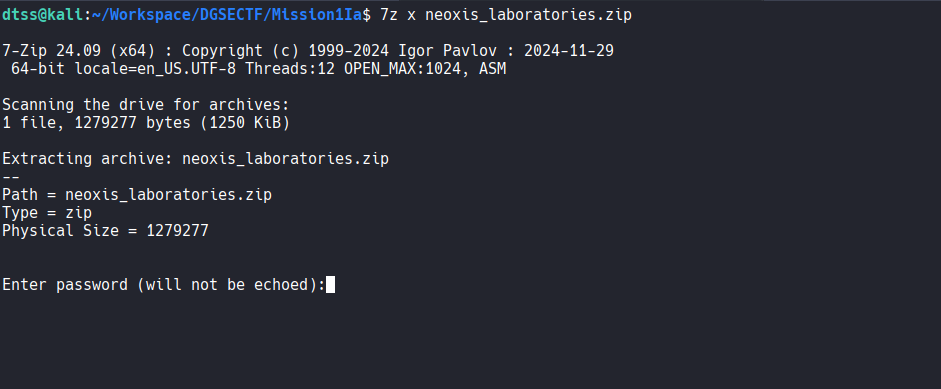 dtss@kali:~/Workspace/DGSECTF/Mission1Ia$ 7z x neoxis_laboratories.zip
7-Zip 24.09 (x64) : Copyright (c) 1999-2024 Igor Pavlov : 2024-11-29
 64-bit locale=en_US.UTF-8 Threads:12 OPEN_MAX:1024, ASM
Scanning the drive for archives:
1 file, 1279277 bytes (1250 KiB)
Extracting archive: neoxis_laboratories.zip
--
Path = neoxis_laboratories.zip
Type = zip
Physical Size = 1279277
Enter password (will not be echoed):